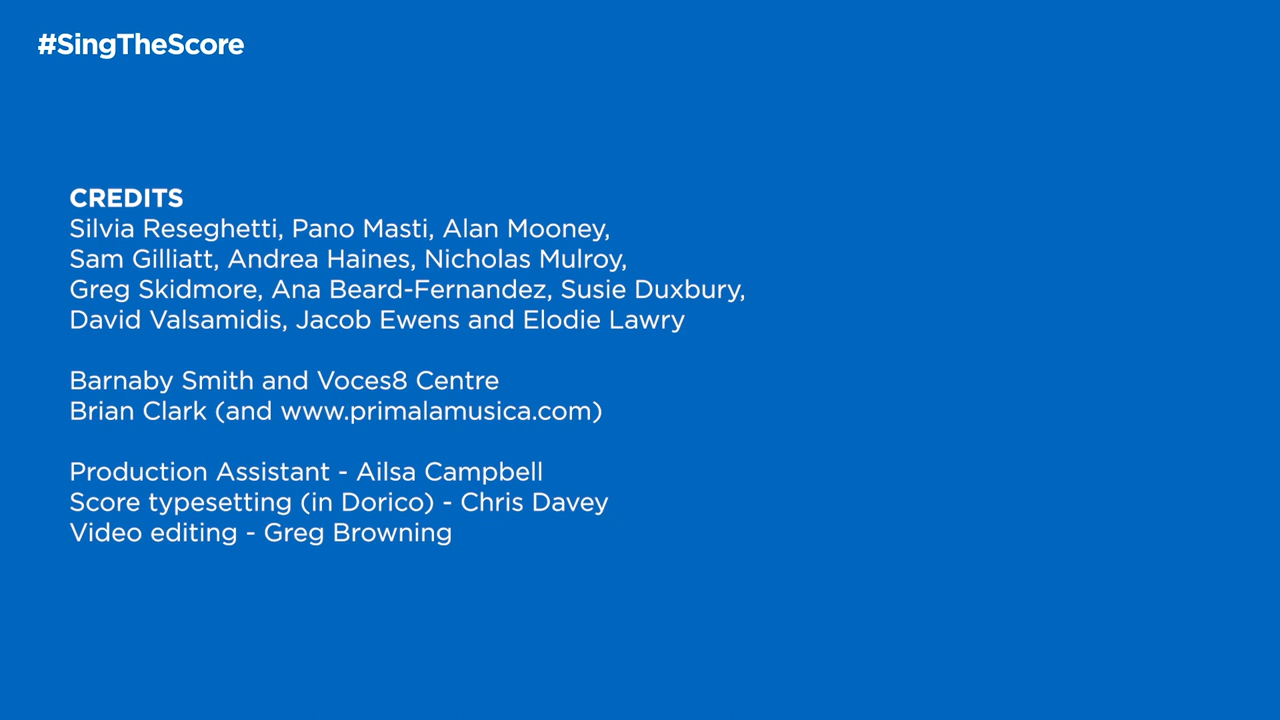 #SingTheScore
CREDITS
Silvia Reseghetti, Pano Masti, Alan Mooney,
Sam Gilliatt, Andrea Haines, Nicholas Mulroy,
Greg Skidmore, Ana Beard-Fernandez, Susie Duxbury,
David Valsamidis, Jacob Ewens and Elodie Lawry
Barnaby Smith and Voces8 Centre
Brian Clark (and www.primalamusica.com)
Production Assistant - Ailsa Campbell
Score typesetting (in Dorico) - Chris Davey
Video editing - Greg Browning